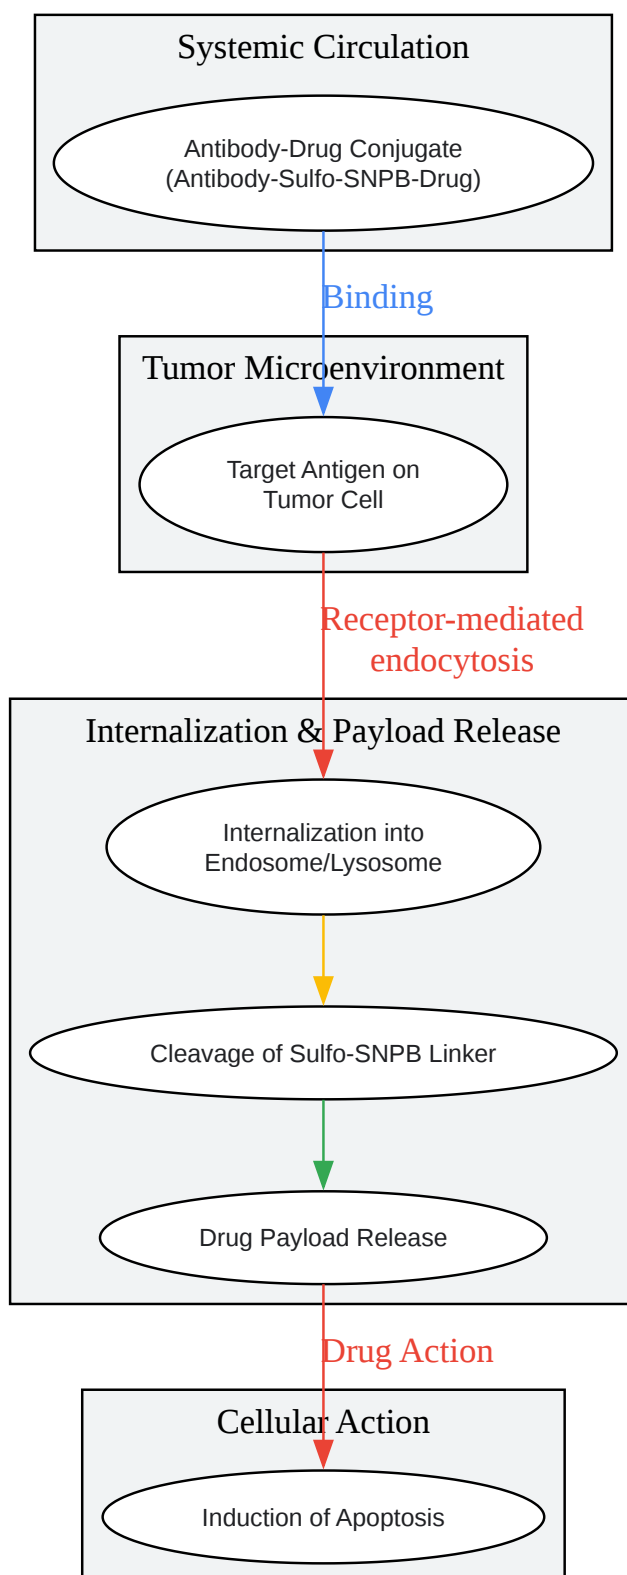 Systemic Circulation
Antibody-Drug Conjugate
(Antibody-Sulfo-SNPB-Drug)
Binding
Tumor Microenvironment
Target Antigen on
Tumor Cell
Receptor-mediated
endocytosis
Internalization & Payload Release
Internalization into
Endosome/Lysosome
Cleavage of Sulfo-SNPB Linker
Drug Payload Release
Drug Action
Cellular Action
Induction of Apoptosis